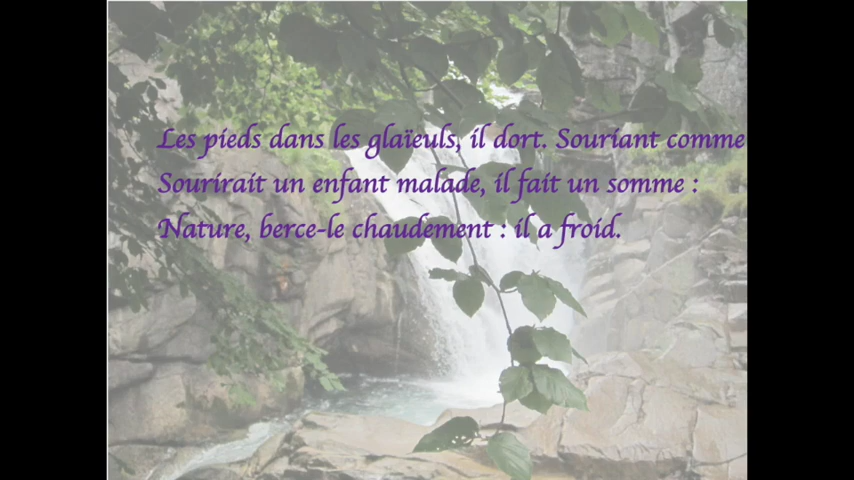 Les pieds dans les glaïeuls, il dort. Souriant comme
Sourirait un enfant malade, il fait un somme :
Nature, berce-le chaudement : il a froid.